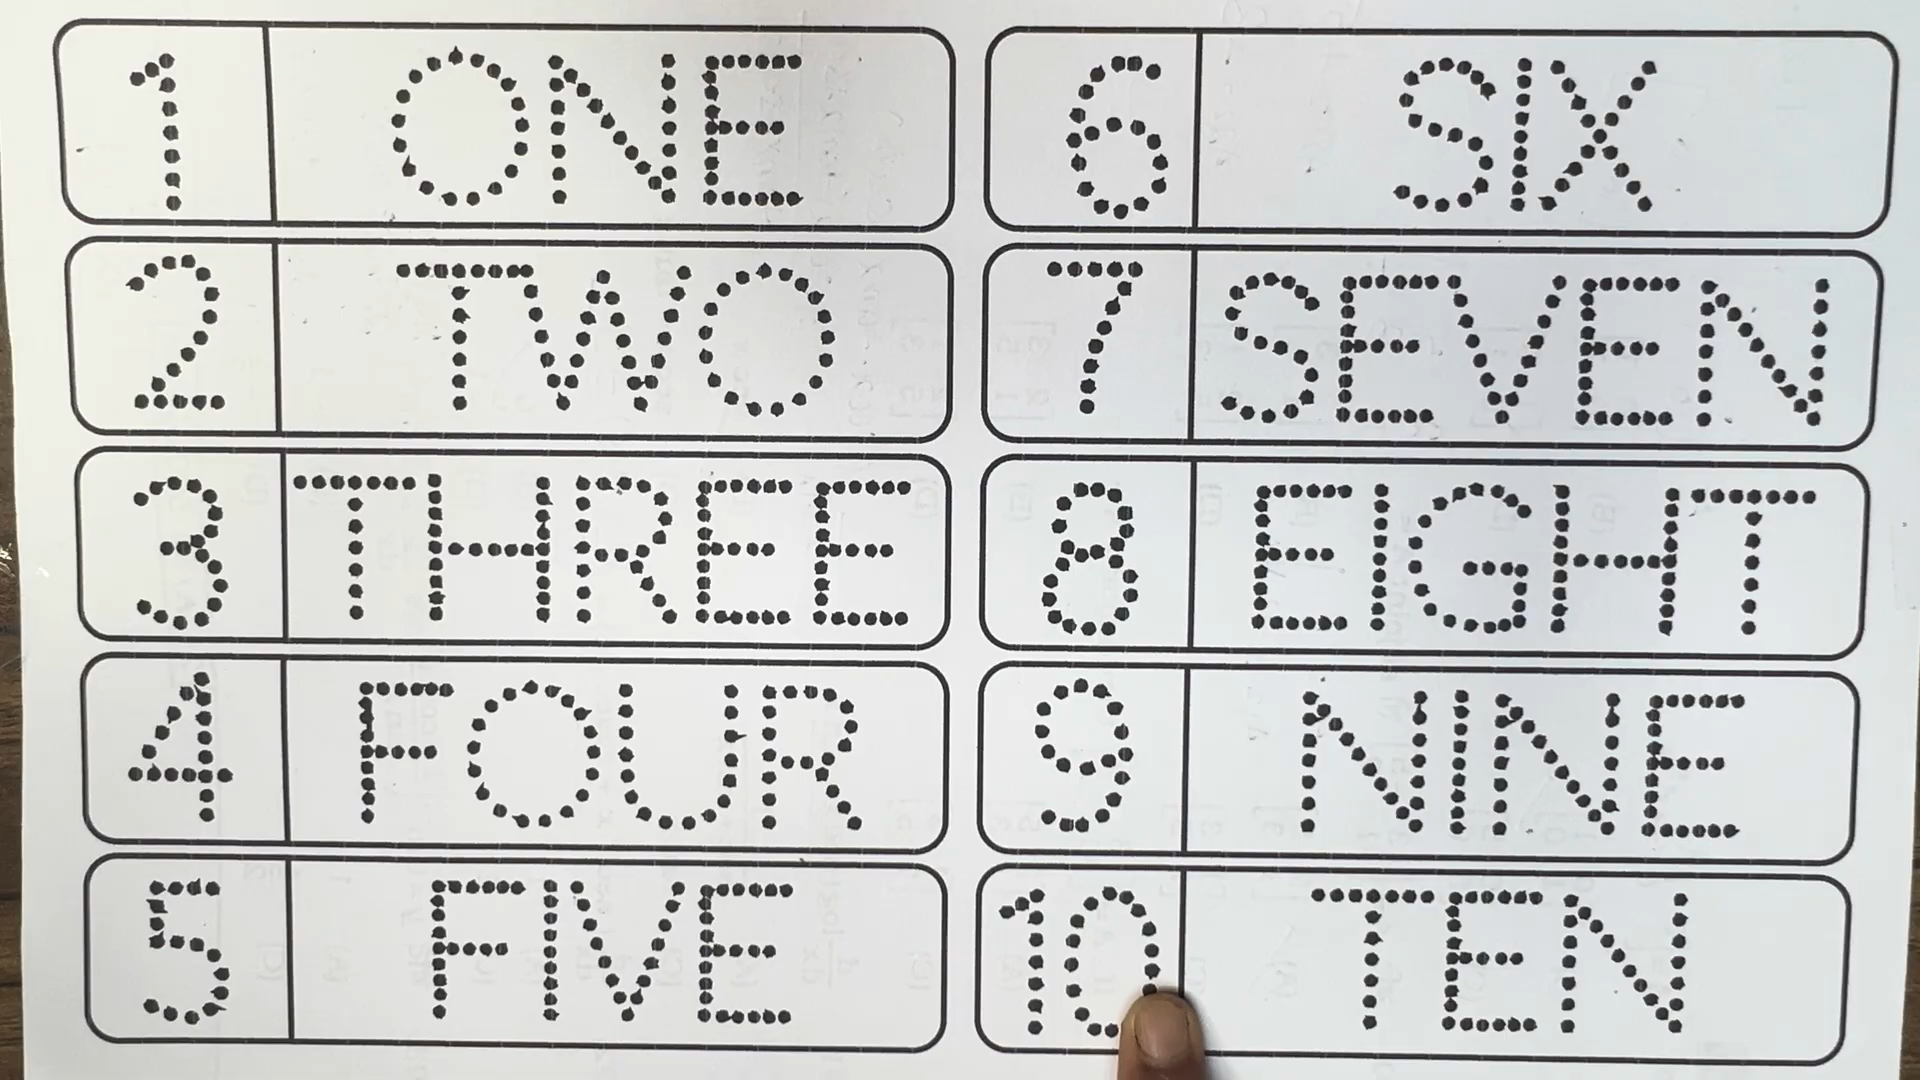 1 ONE
2 TWO
3 THREE
4 FOUR
5 FIVE
6 SIX
7 SEVEN
8 EIGHT
9 NINE
10 TEN